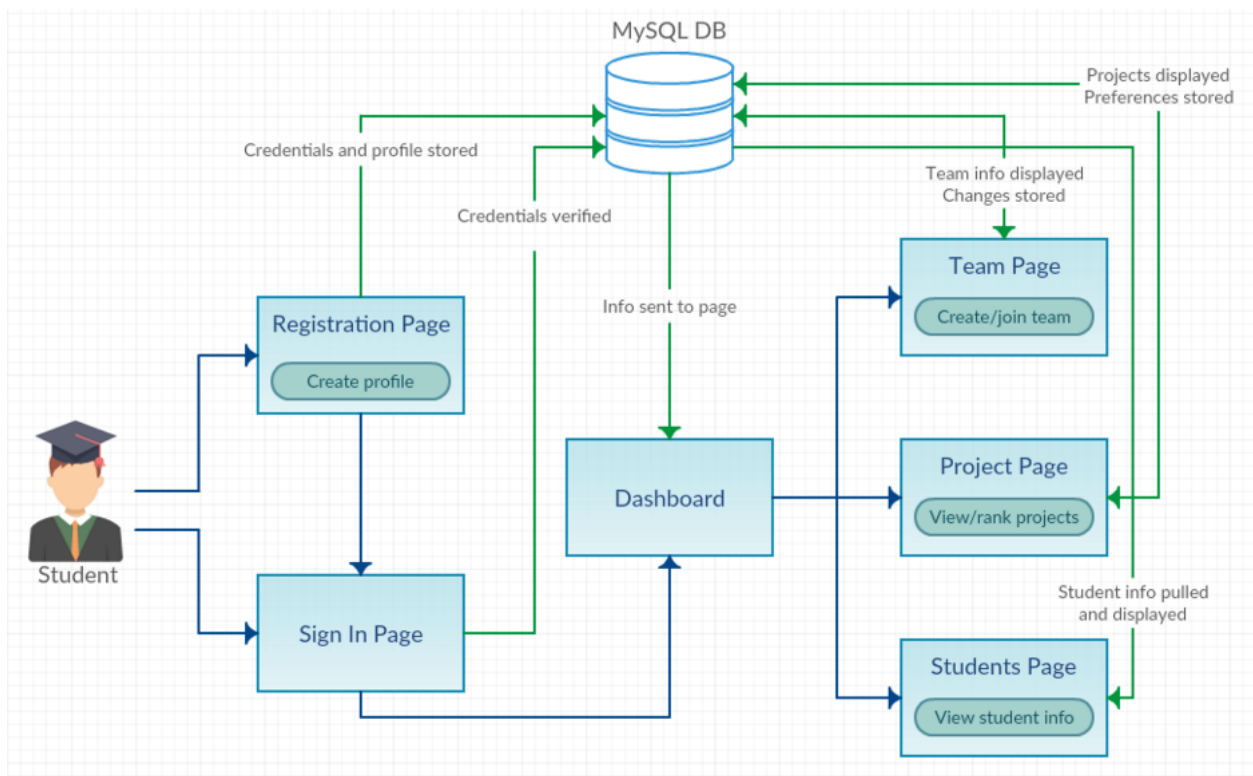 MySQL DB
Projects displayed
Preferences stored
Credentials and profile stored
Team info displayed
Changes stored
Credentials verified
Team Page
Create/join team
Info sent to page
Registration Page
Create profile
Project Page
View/rank projects
Dashboard
Student
Sign In Page
Student info pulled
and displayed
Students Page
View student info